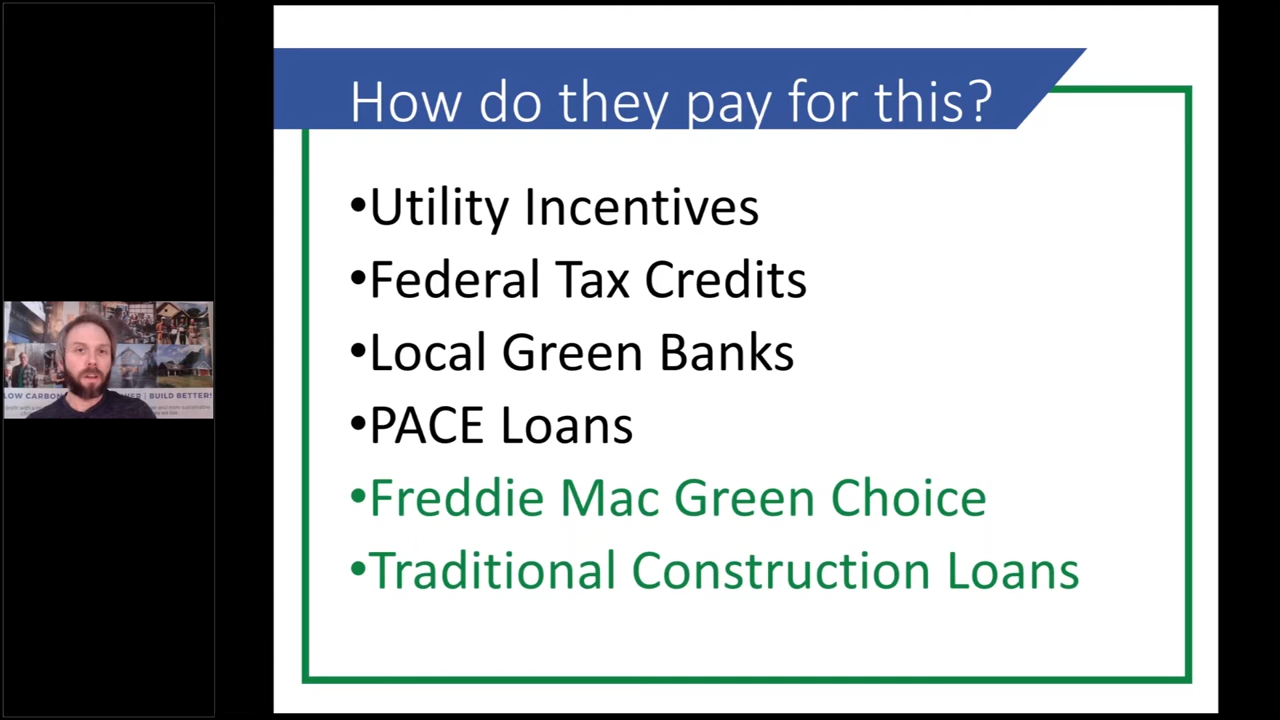 How do they pay for this?
•Utility Incentives
•Federal Tax Credits
•Local Green Banks
•PACE Loans
•Freddie Mac Green Choice
•Traditional Construction Loans
LOW CARBON | BUILD BETTER!